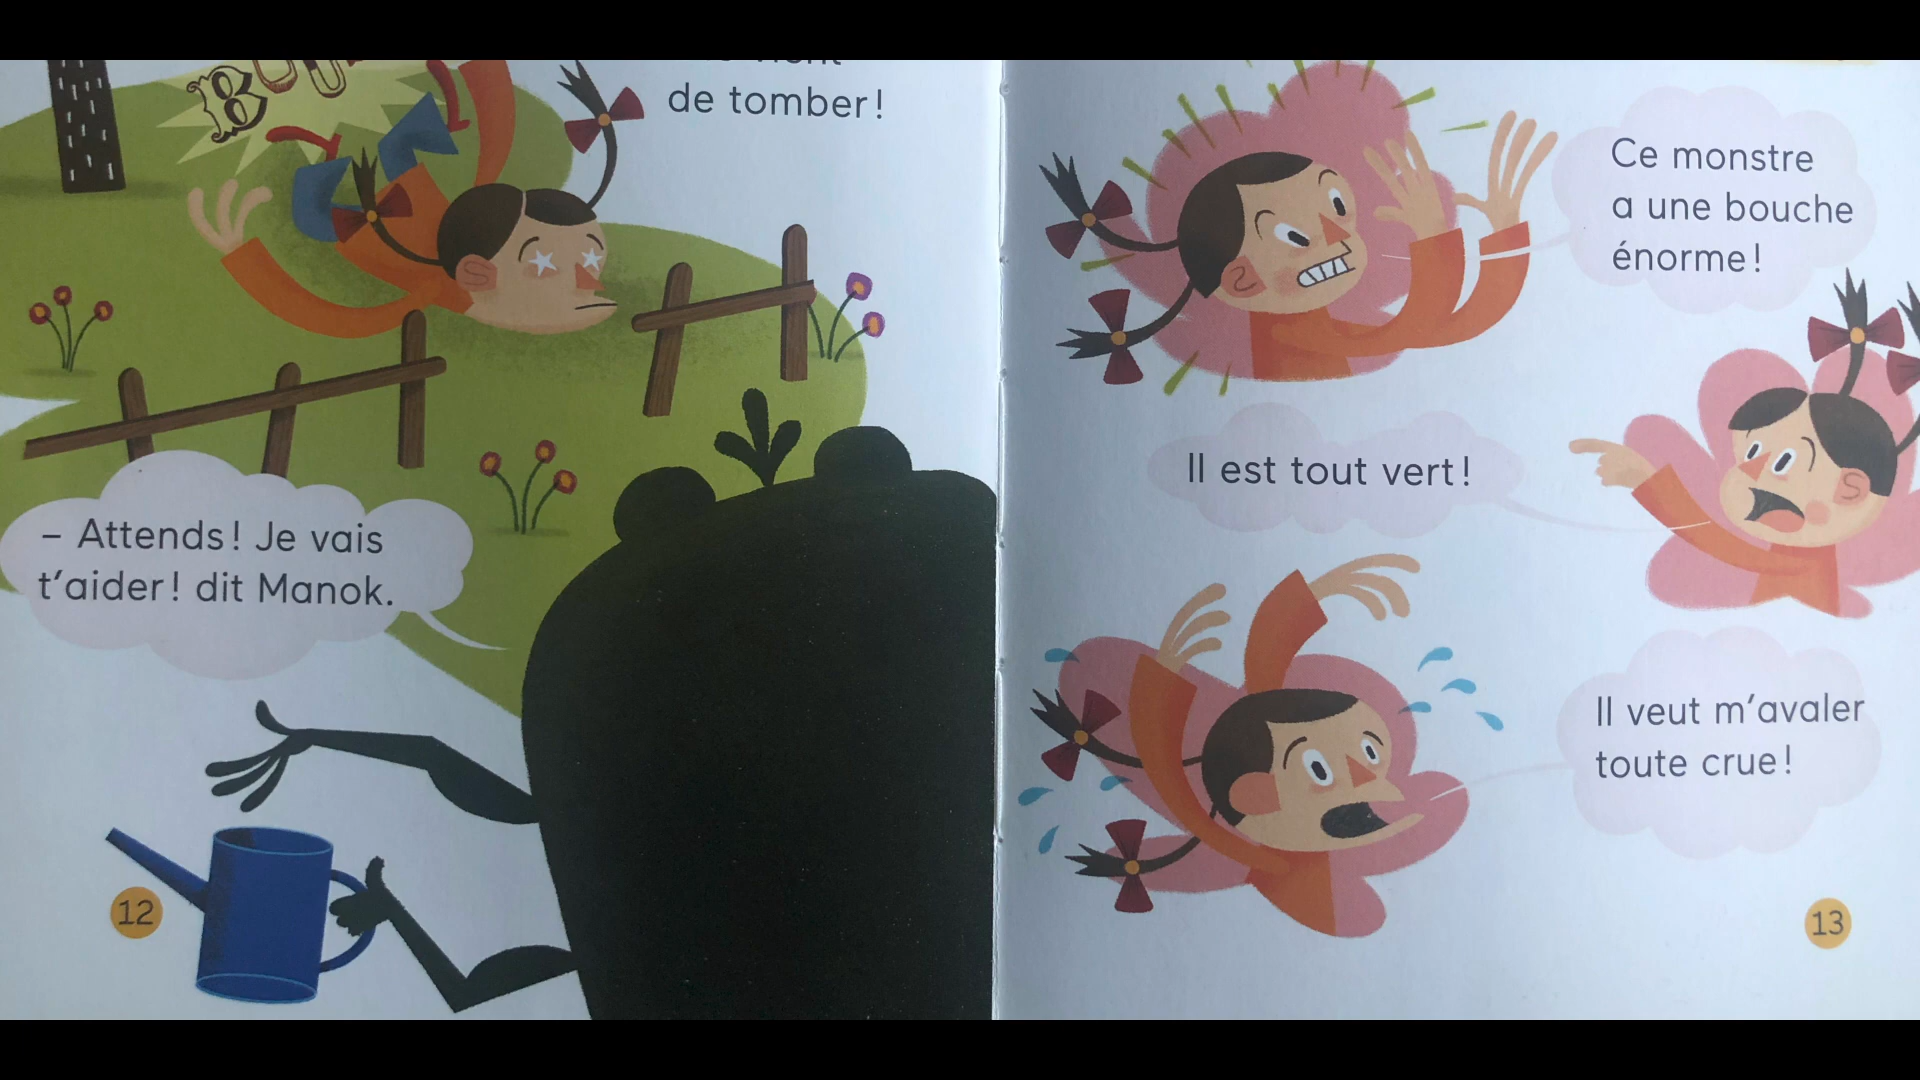 de tomber !
– Attends ! Je vais
t'aider ! dit Manok.
12
Ce monstre
a une bouche
énorme !
Il est tout vert !
Il veut m'avaler
toute crue !
13